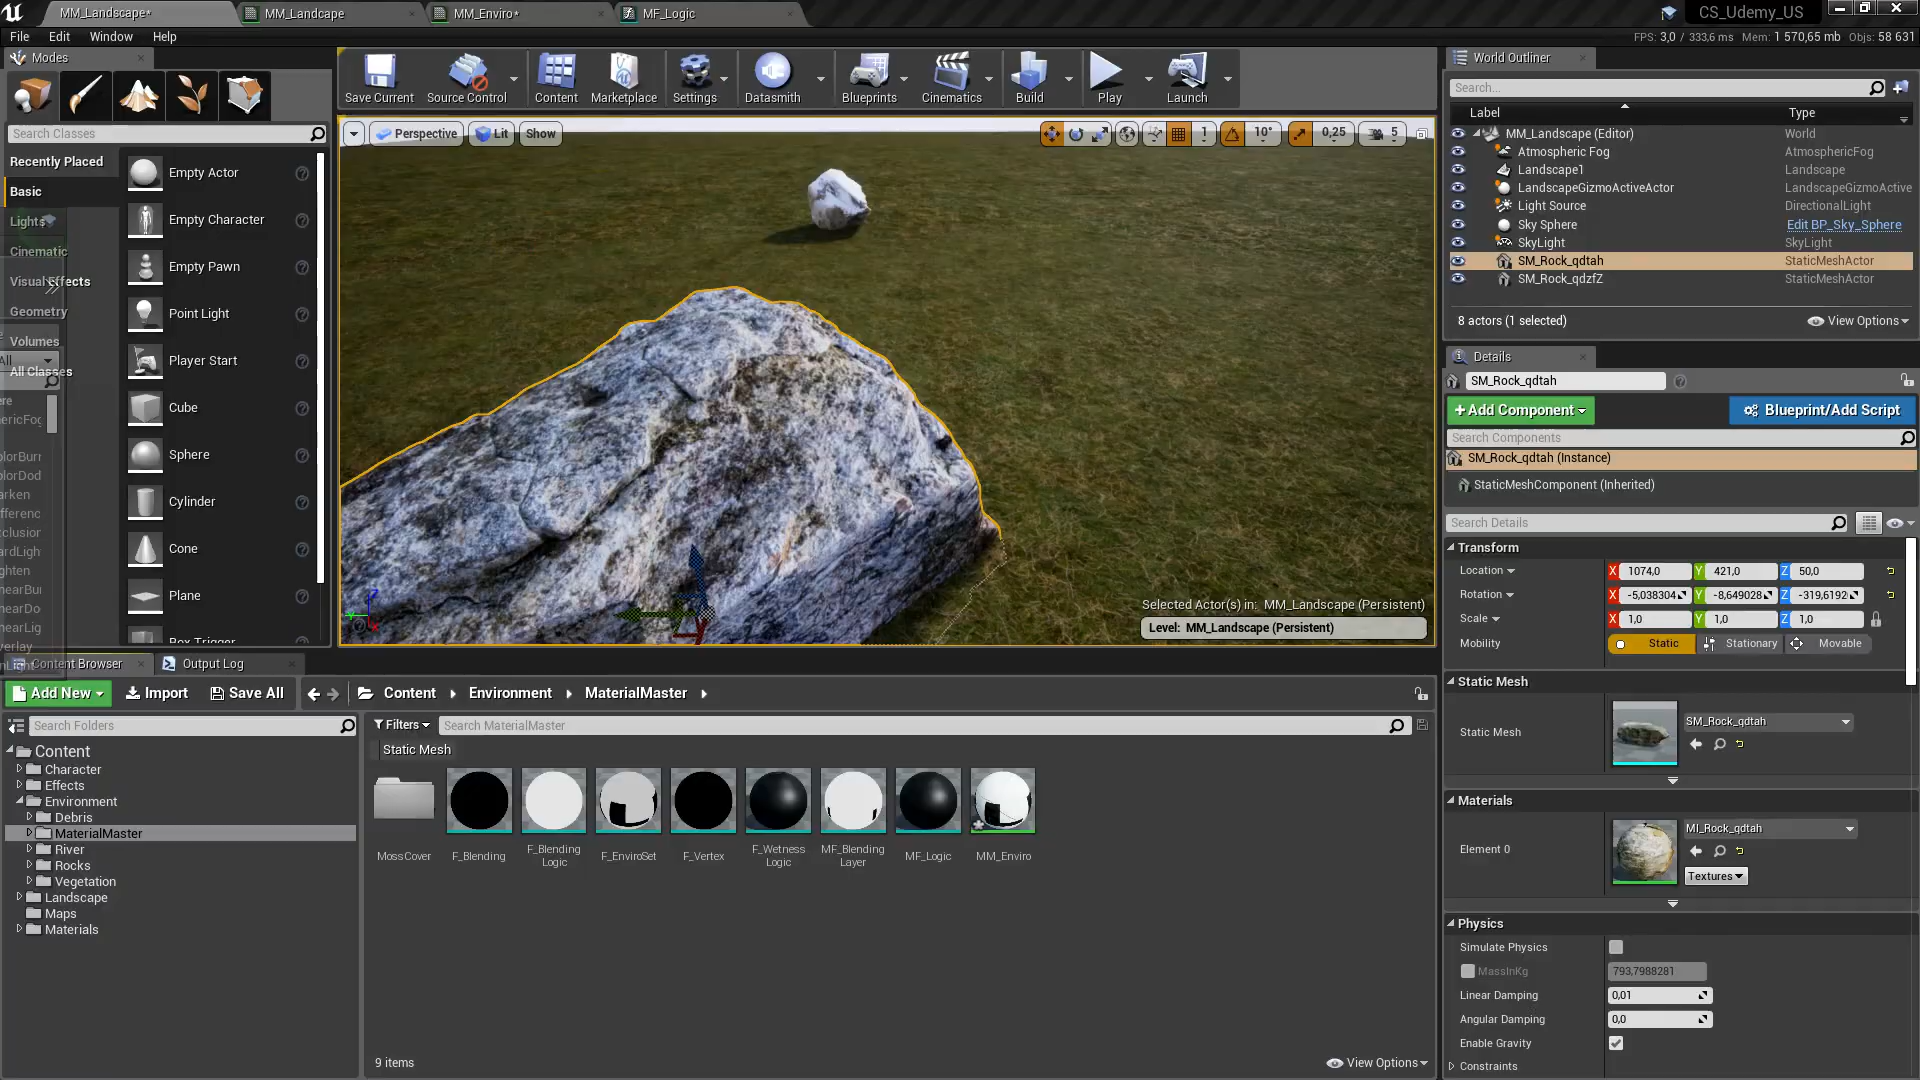 MM_Landscape*
MM_Landcape
MM_Enviro*
MF_Logic
CS_Udemy_US
File
Edit
Window
Help
FPS: 3,0 / 333,6 ms
Mem: 1 570,65 mb
Objs: 58 631
Modes
Save Current
Source Control
Content
Marketplace
Settings
Datasmith
Blueprints
Cinematics
Build
Play
Launch
Search Classes
Perspective
Lit
Show
1
10°
0,25
5
Recently Placed
Basic
Lights
Cinematic
Visual Effects
Geometry
Volumes
All Classes
Empty Actor
Empty Character
Empty Pawn
Point Light
Player Start
Cube
Sphere
Cylinder
Cone
Plane
Box Trigger
Selected Actor(s) in: MM_Landscape (Persistent)
Level: MM_Landscape (Persistent)
World Outliner
Search...
Label
Type
MM_Landscape (Editor)
World
Atmospheric Fog
AtmosphericFog
Landscape1
Landscape
LandscapeGizmoActiveActor
LandscapeGizmoActive
Light Source
DirectionalLight
Sky Sphere
Edit BP_Sky_Sphere
SkyLight
SkyLight
SM_Rock_qdtah
StaticMeshActor
SM_Rock_qdzfZ
StaticMeshActor
8 actors (1 selected)
View Options
Details
SM_Rock_qdtah
+Add Component
Blueprint/Add Script
Search Components
SM_Rock_qdtah (Instance)
StaticMeshComponent (Inherited)
Search Details
Transform
Location
X 1074,0
Y 421,0
Z 50,0
Rotation
X -5,038304
Y -8,649028
Z -319,6192
Scale
X 1,0
Y 1,0
Z 1,0
Mobility
Static
Stationary
Movable
Static Mesh
Static Mesh
SM_Rock_qdtah
Materials
Element 0
MI_Rock_qdtah
Textures
Physics
Simulate Physics
MassInKg
793,7988281
Linear Damping
0,01
Angular Damping
0,0
Enable Gravity
Constraints
Content Browser
Output Log
Add New
Import
Save All
Content
Environment
MaterialMaster
Search Folders
Filters
Search MaterialMaster
Static Mesh
Content
Character
Effects
Environment
Debris
MaterialMaster
River
Rocks
Vegetation
Landscape
Maps
Materials
MossCover
F_Blending
F_Blending
Logic
F_EnviroSet
F_Vertex
F_Wetness
Logic
MF_Blending
Layer
MF_Logic
MM_Enviro
9 items
View Options